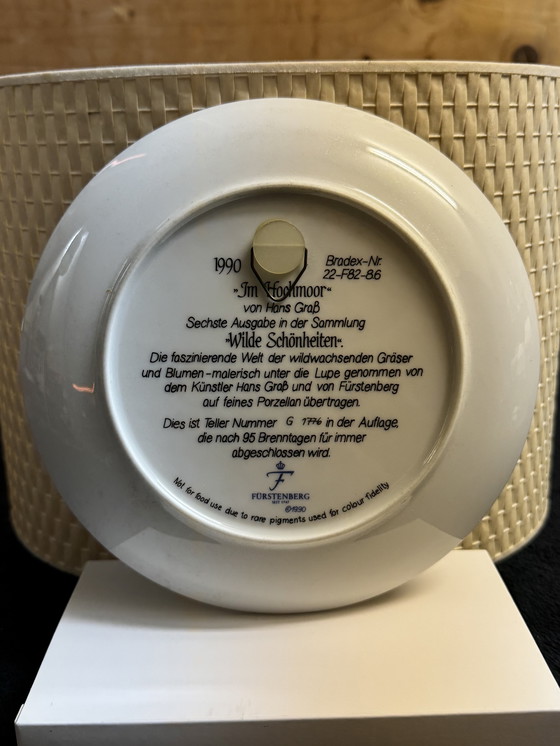 1990
Bradex-Nr.
22-F82-8.6
»Im Hochmoor«
von Hans Graß
Sechste Ausgabe in der Sammlung
»Wilde Schönheiten«.
Die faszinierende Welt der wildwachsenden Gräser
und Blumen-malerisch unter die Lupe genommen von
dem Künstler Hans Graß und von Fürstenberg
auf feines Porzellan übertragen.
Dies ist Teller Nummer G 1776 in der Auflage,
die nach 95 Brenntagen für immer
abgeschlossen wird.
F
FÜRSTENBERG
SEIT 1747
©1990
Not for food use due to rare pigments used for colour fidelity